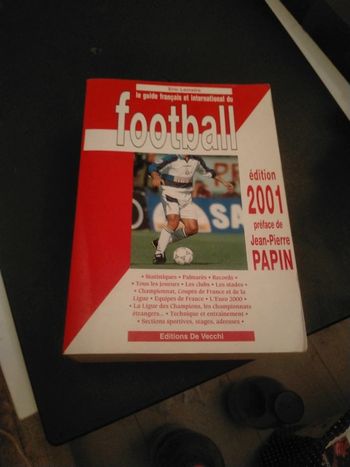 Eric Lemaire
le guide français et international du
football
édition
2001
préface de
Jean-Pierre
PAPIN
• Statistiques • Palmarès • Records •
• Tous les joueurs • Les clubs • Les stades •
• Championnat, Coupes de France et de la
Ligue • Equipes de France • L'Euro 2000 •
• La Ligue des Champions, les championnats
étrangers... • Technique et entraînement •
• Sections sportives, stages, adresses •
Editions De Vecchi